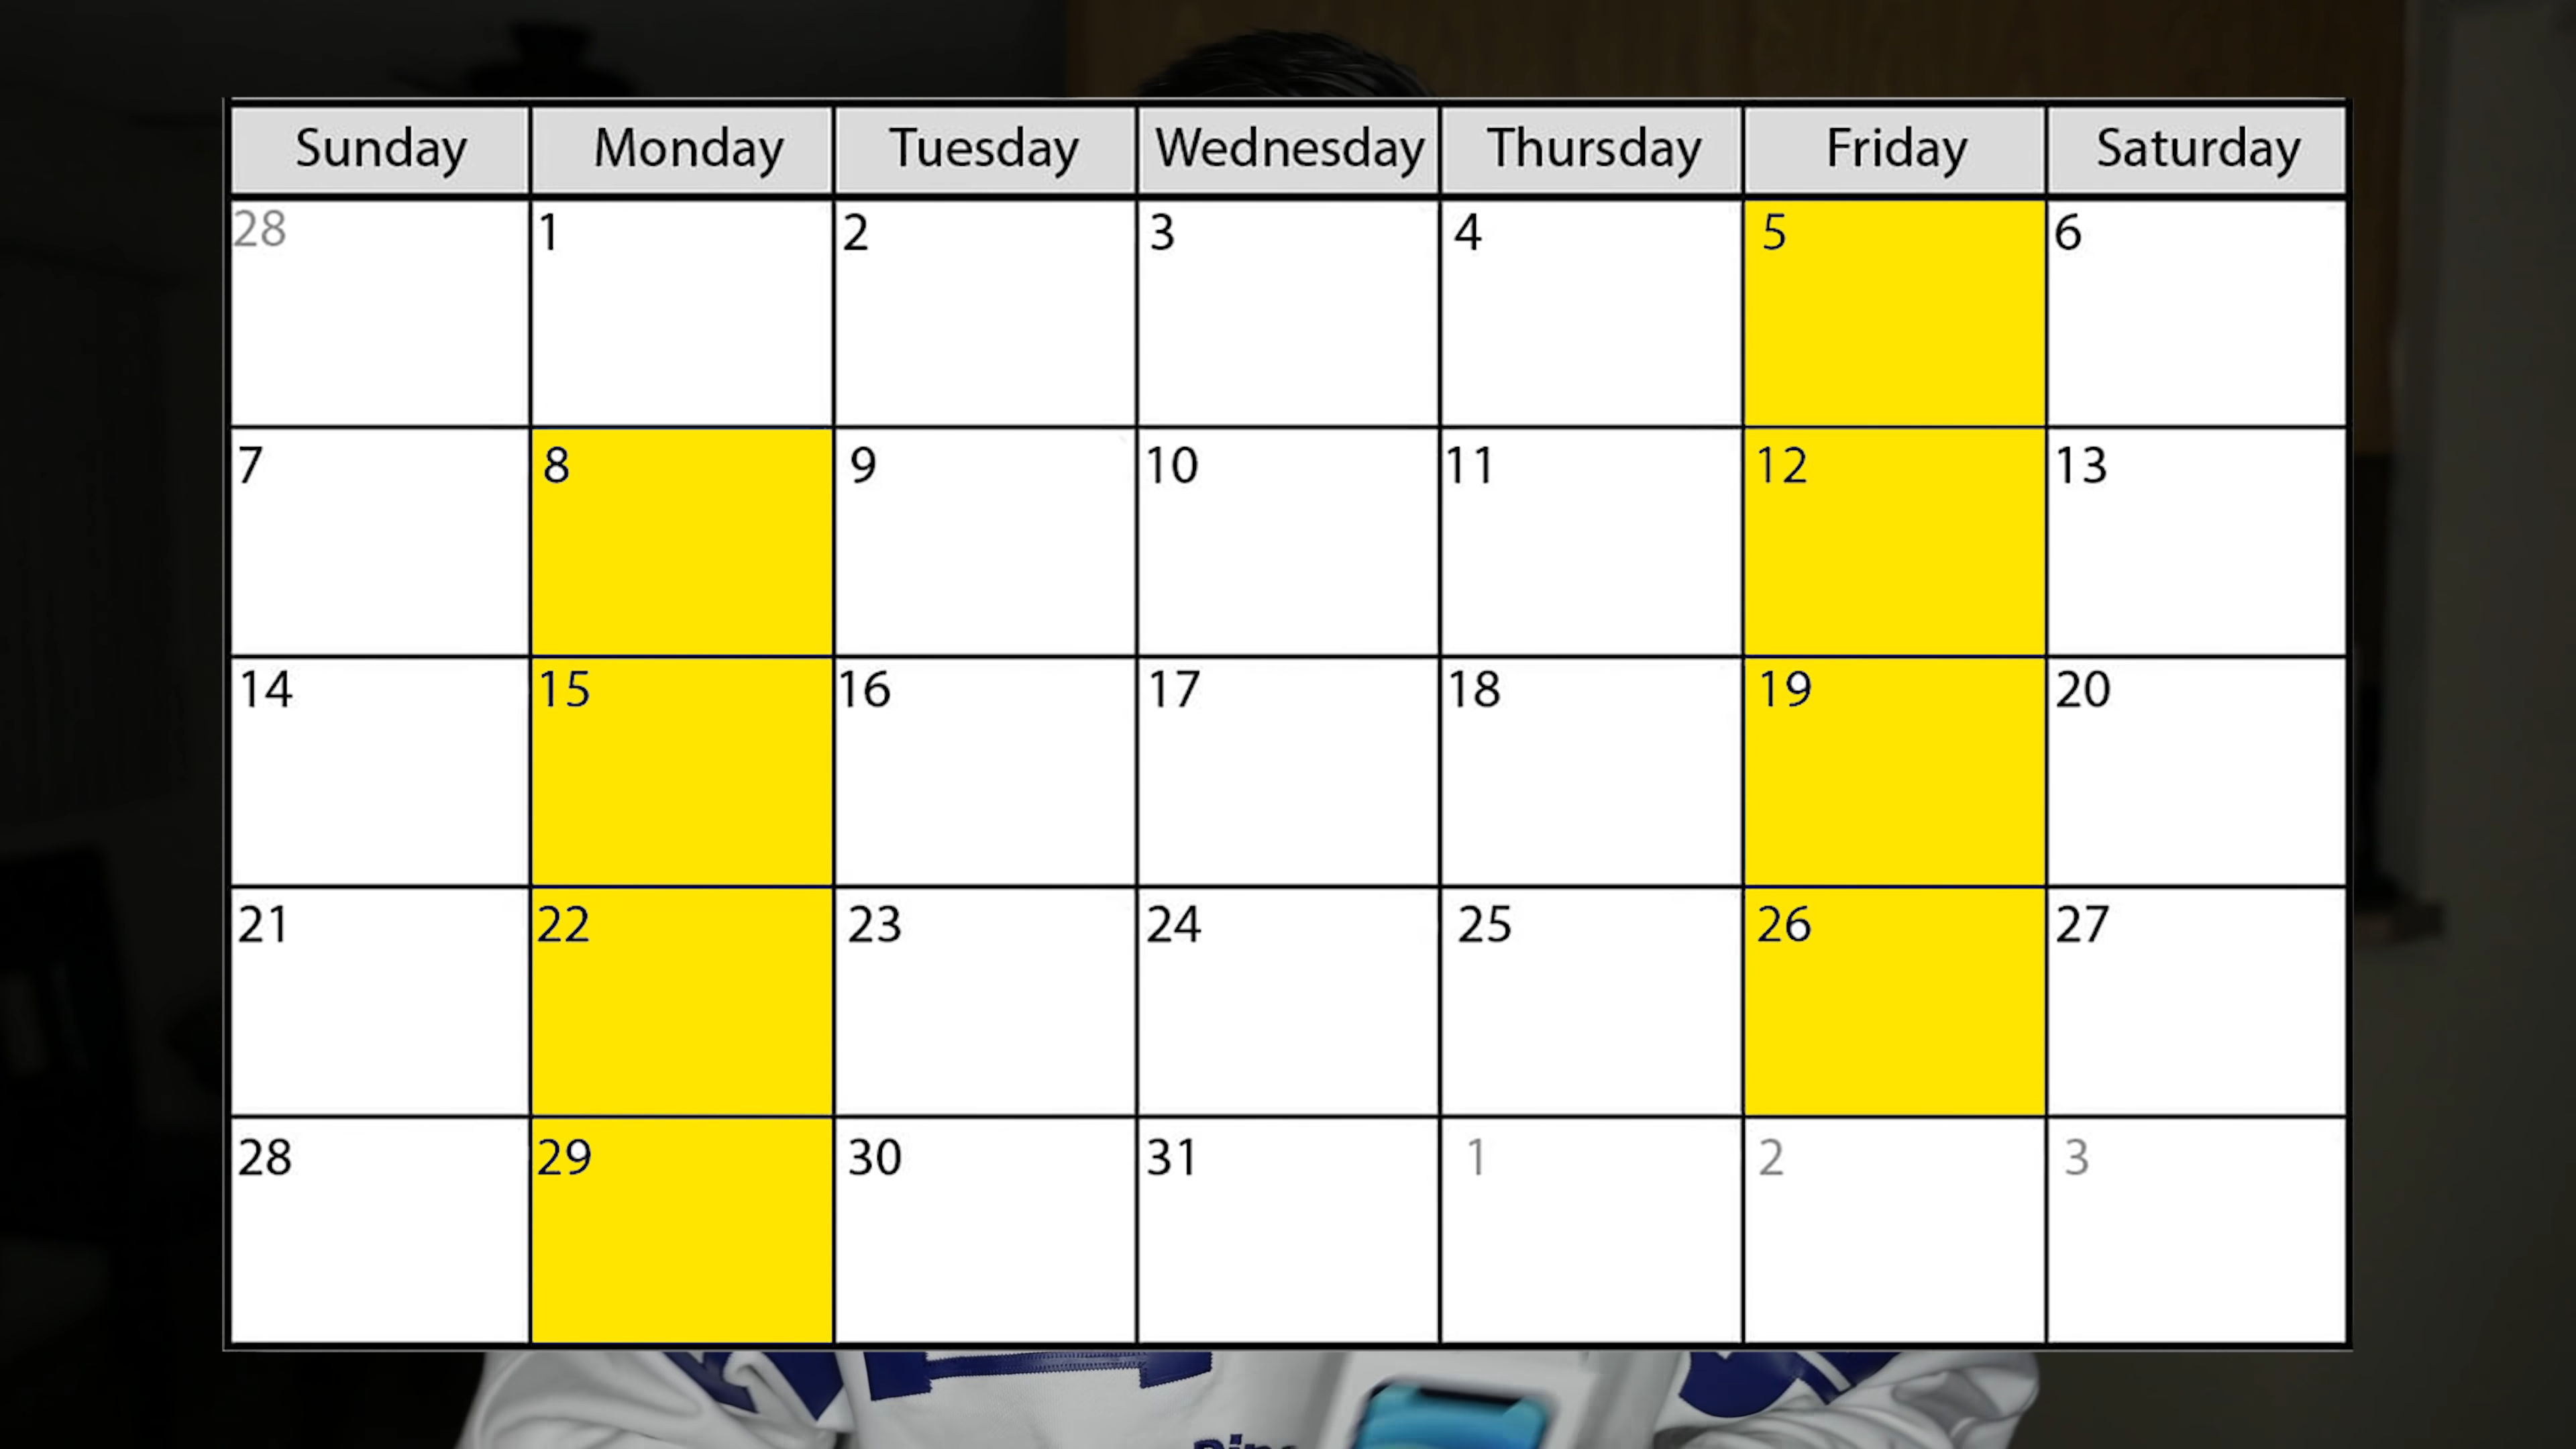 Sunday Monday Tuesday Wednesday Thursday Friday Saturday
28 1 2 3 4 5 6
7 8 9 10 11 12 13
14 15 16 17 18 19 20
21 22 23 24 25 26 27
28 29 30 31 1 2 3